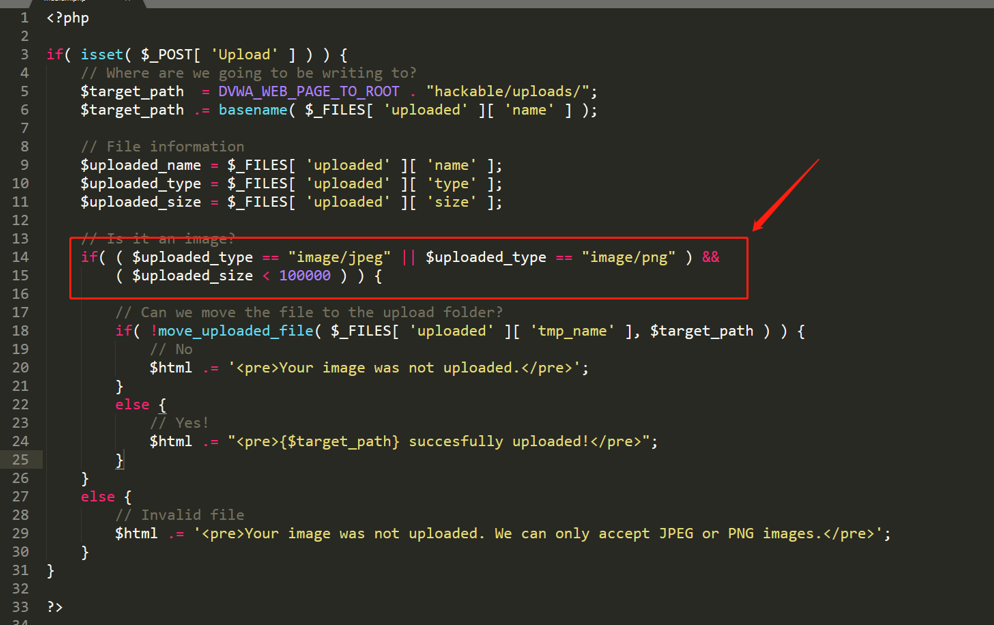 1 <?php
2
3 if( isset( $_POST[ 'Upload' ] ) ) {
4 // Where are we going to be writing to?
5 $target_path  = DVWA_WEB_PAGE_TO_ROOT . "hackable/uploads/";
6 $target_path .= basename( $_FILES[ 'uploaded' ][ 'name' ] );
7
8 // File information
9 $uploaded_name = $_FILES[ 'uploaded' ][ 'name' ];
10 $uploaded_type = $_FILES[ 'uploaded' ][ 'type' ];
11 $uploaded_size = $_FILES[ 'uploaded' ][ 'size' ];
12
13 // Is it an image?
14 if( ( $uploaded_type == "image/jpeg" || $uploaded_type == "image/png" ) &&
15 ( $uploaded_size < 100000 ) ) {
16
17 // Can we move the file to the upload folder?
18 if( !move_uploaded_file( $_FILES[ 'uploaded' ][ 'tmp_name' ], $target_path ) ) {
19 // No
20 $html .= '<pre>Your image was not uploaded.</pre>';
21 }
22 else {
23 // Yes!
24 $html .= "<pre>{$target_path} succesfully uploaded!</pre>";
25 }
26 }
27 else {
28 // Invalid file
29 $html .= '<pre>Your image was not uploaded. We can only accept JPEG or PNG images.</pre>';
30 }
31 }
32
33 ?>
34